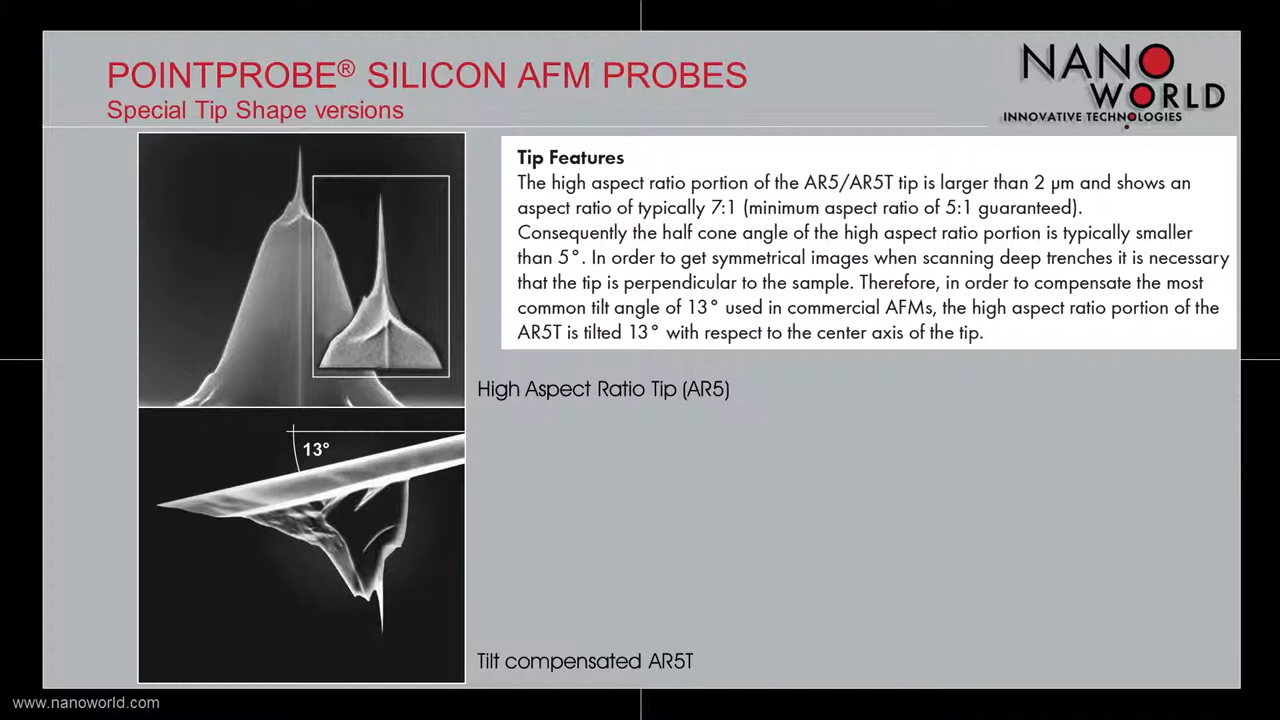 POINTPROBE® SILICON AFM PROBES
Special Tip Shape versions
NANO
WORLD
INNOVATIVE TECHNOLOGIES
Tip Features
The high aspect ratio portion of the AR5/AR5T tip is larger than 2 µm and shows an
aspect ratio of typically 7:1 (minimum aspect ratio of 5:1 guaranteed).
Consequently the half cone angle of the high aspect ratio portion is typically smaller
than 5°. In order to get symmetrical images when scanning deep trenches it is necessary
that the tip is perpendicular to the sample. Therefore, in order to compensate the most
common tilt angle of 13° used in commercial AFMs, the high aspect ratio portion of the
AR5T is tilted 13° with respect to the center axis of the tip.
High Aspect Ratio Tip (AR5)
13°
Tilt compensated AR5T
www.nanoworld.com